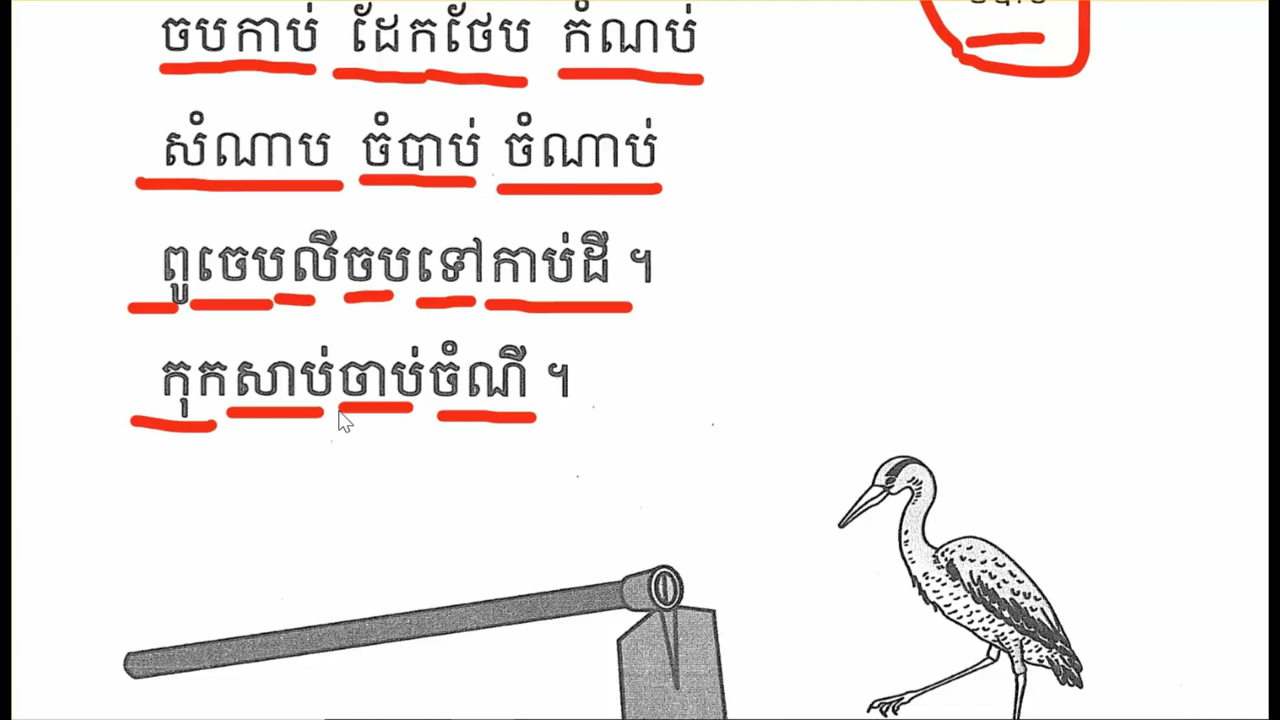 ចបកាប់ ដែកថែប កំណប់
សំណាប ចំបាប់ ចំណាប់
ពូចេបលីចបទៅកាប់ដី ។
កុកសាប់ចាប់ចំណី ។